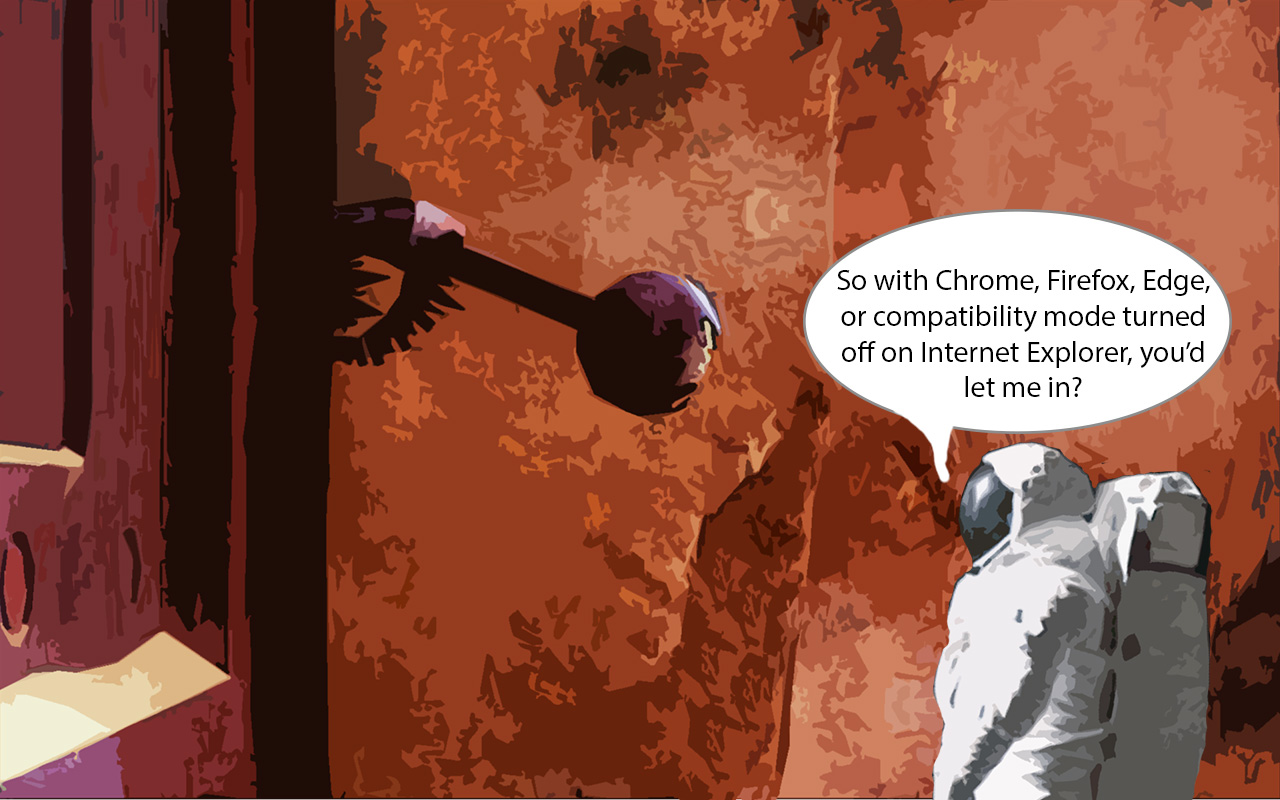 So with Chrome, Firefox, Edge,
or compatibility mode turned
off on Internet Explorer, you’d
let me in?